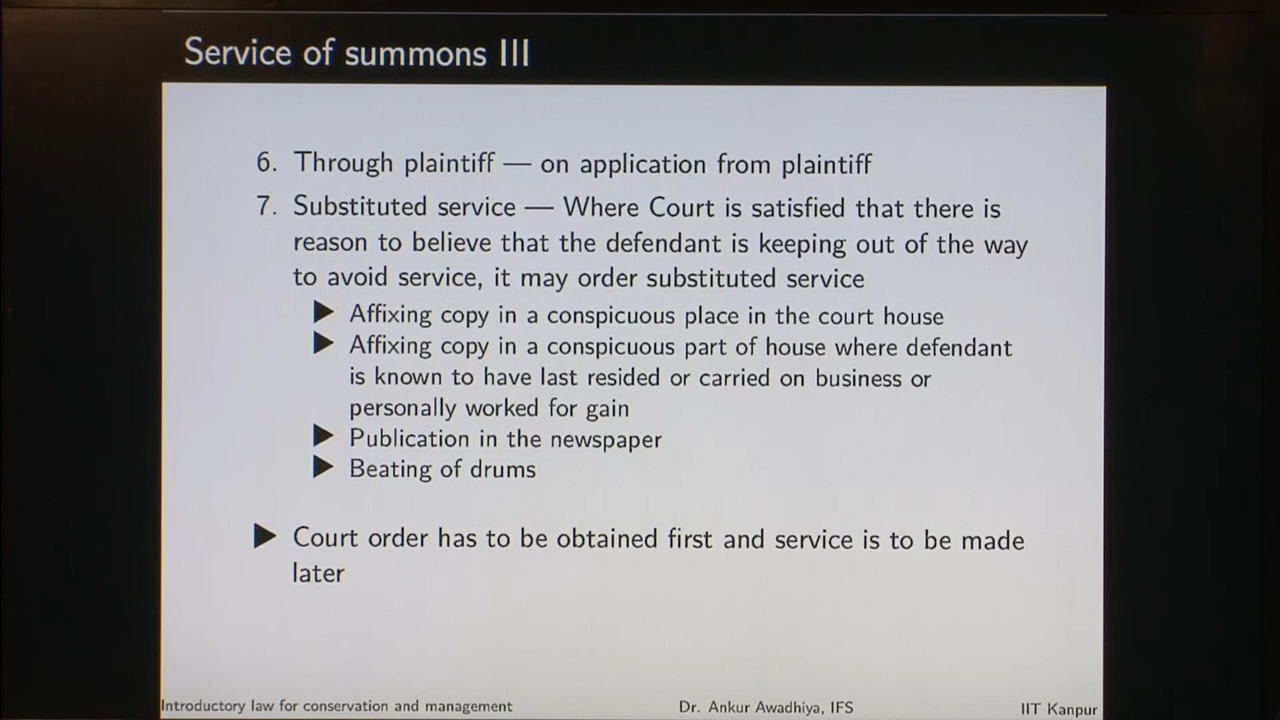 Service of summons III
6. Through plaintiff — on application from plaintiff
7. Substituted service — Where Court is satisfied that there is
reason to believe that the defendant is keeping out of the way
to avoid service, it may order substituted service
▶ Affixing copy in a conspicuous place in the court house
▶ Affixing copy in a conspicuous part of house where defendant
is known to have last resided or carried on business or
personally worked for gain
▶ Publication in the newspaper
▶ Beating of drums
▶ Court order has to be obtained first and service is to be made
later
Introductory law for conservation and management Dr. Ankur Awadhiya, IFS IIT Kanpur